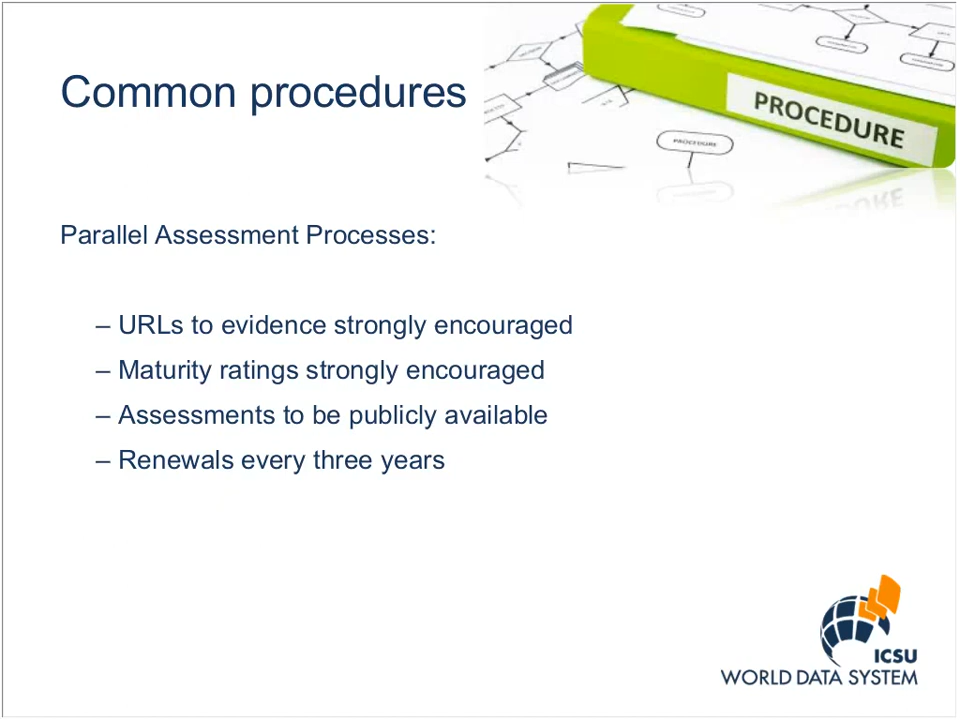 Common procedures
PROCEDURE
PROCEDURE
Parallel Assessment Processes:
– URLs to evidence strongly encouraged
– Maturity ratings strongly encouraged
– Assessments to be publicly available
– Renewals every three years
ICSU
WORLD DATA SYSTEM